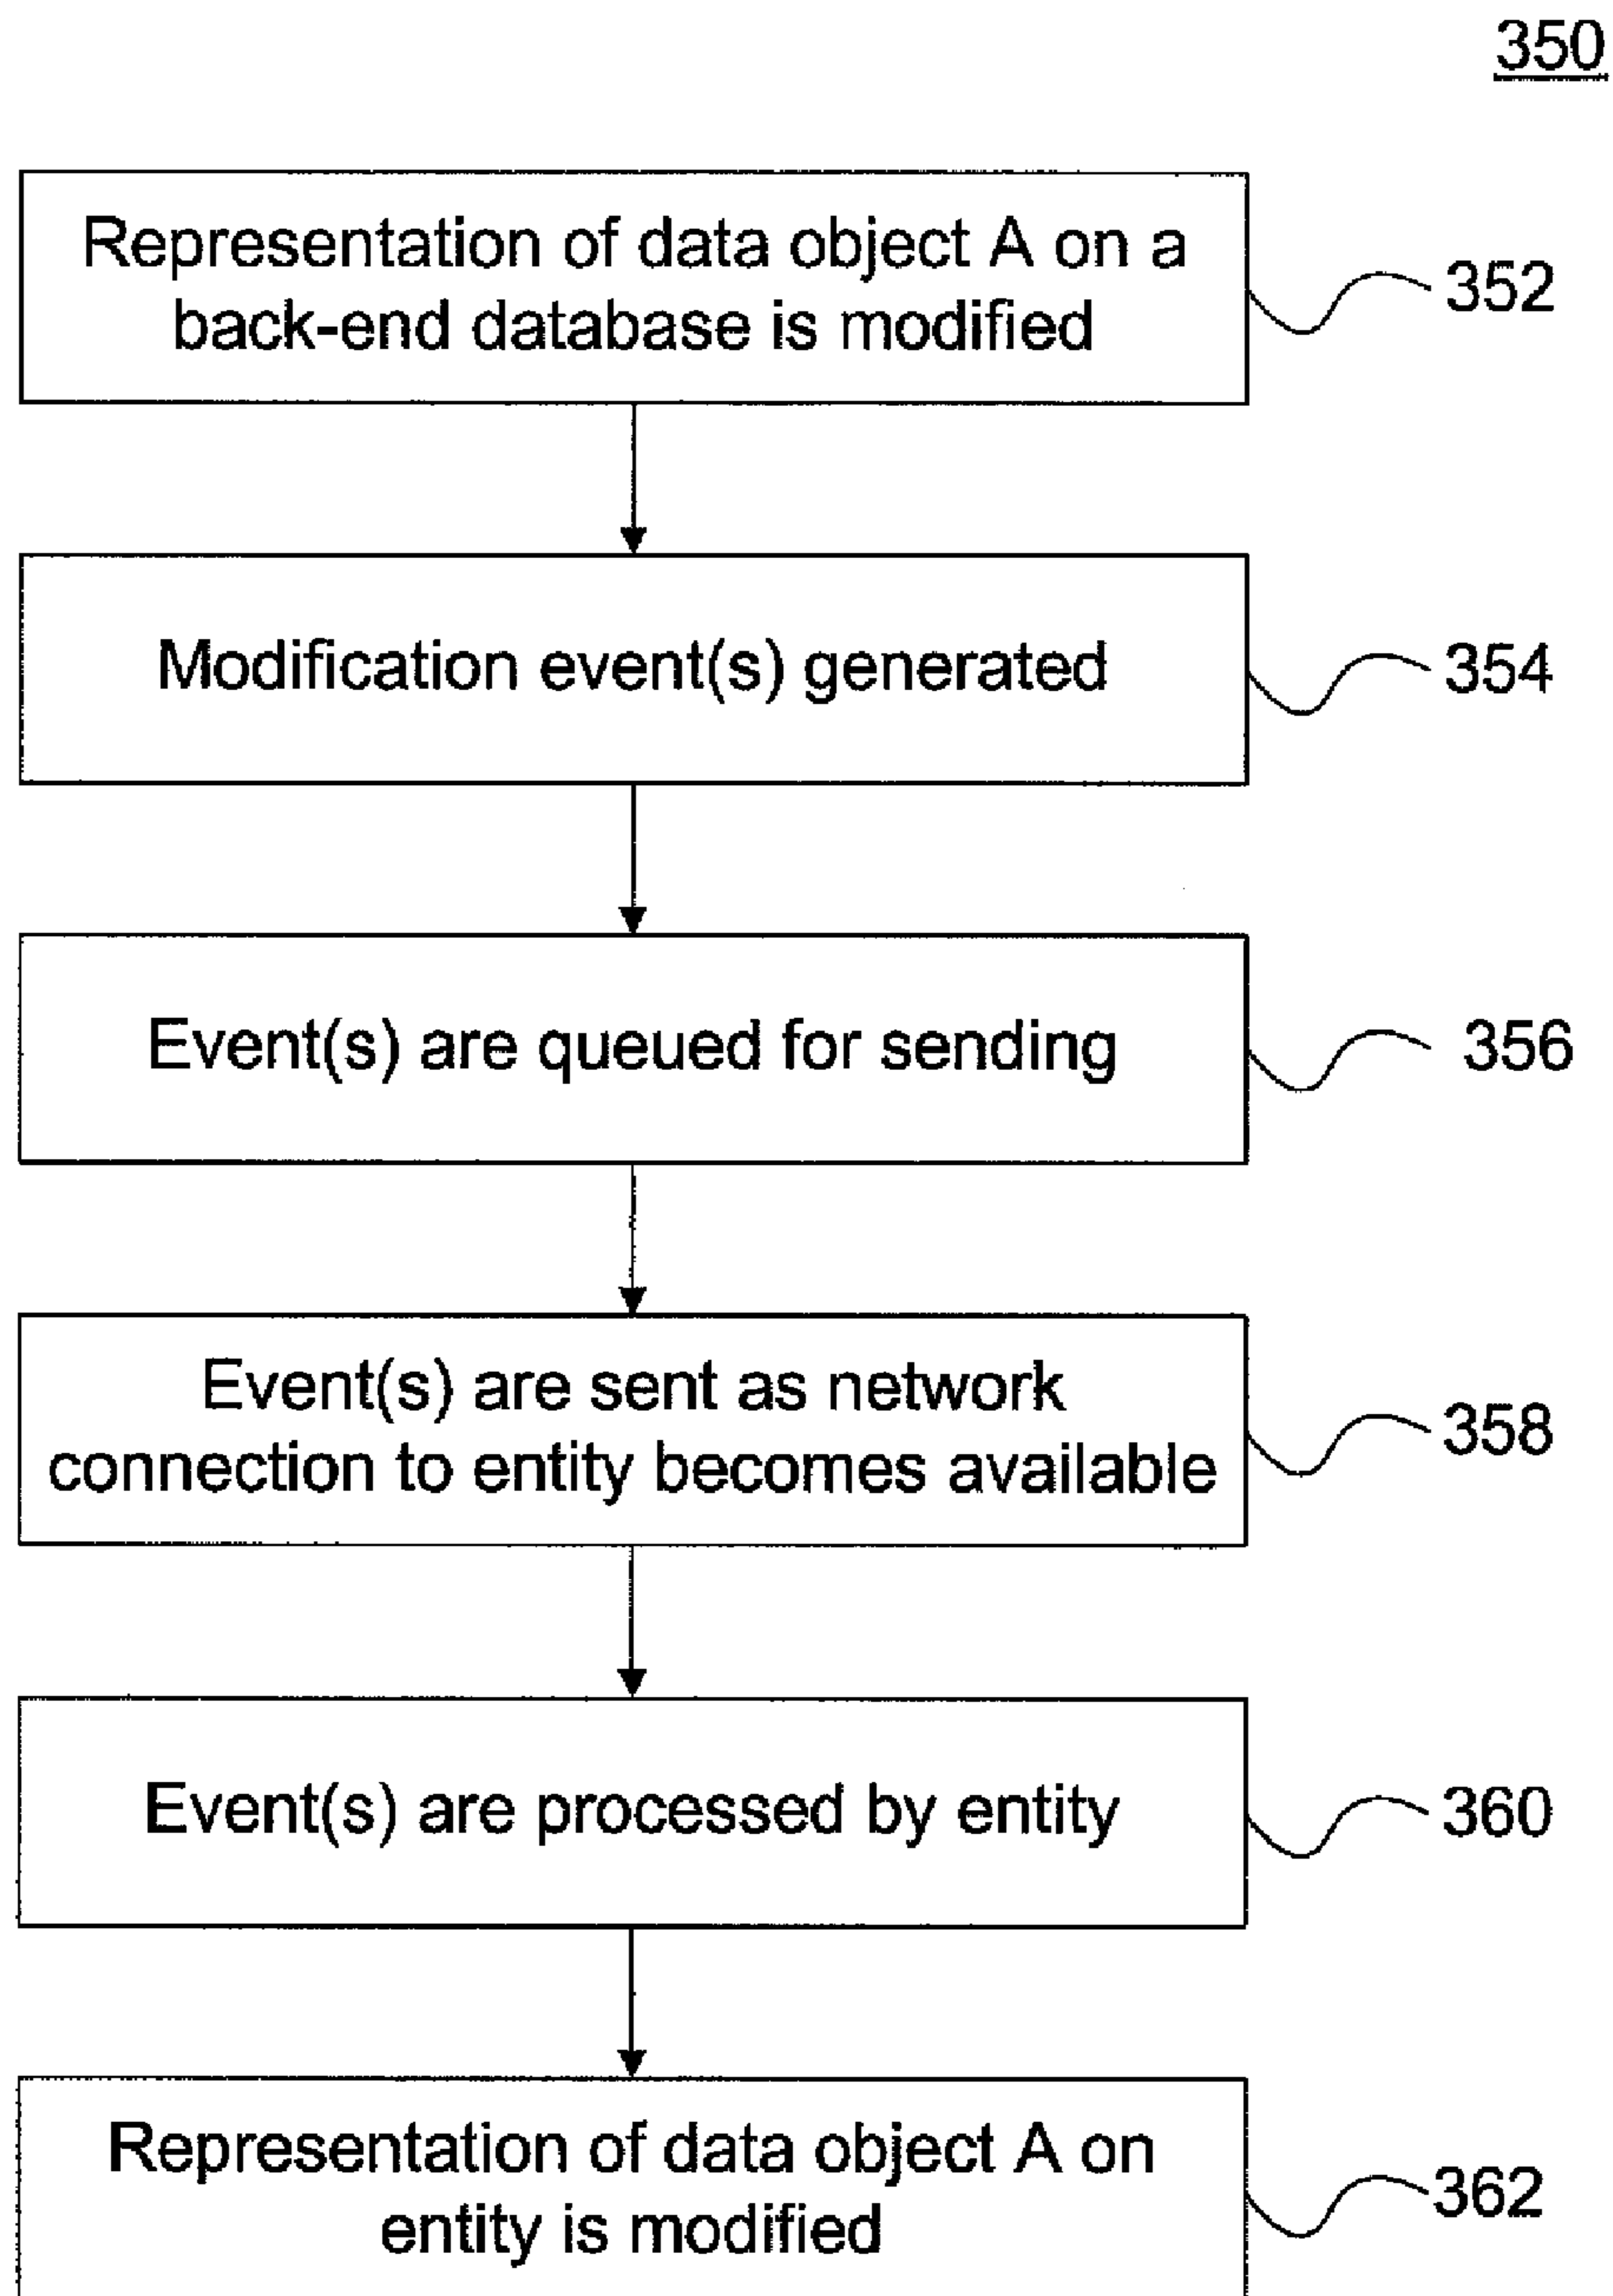 350
Representation of data object A on a
back-end database is modified
352
Modification event(s) generated
354
Event(s) are queued for sending
356
Event(s) are sent as network
connection to entity becomes available
358
Event(s) are processed by entity
360
Representation of data object A on
entity is modified
362